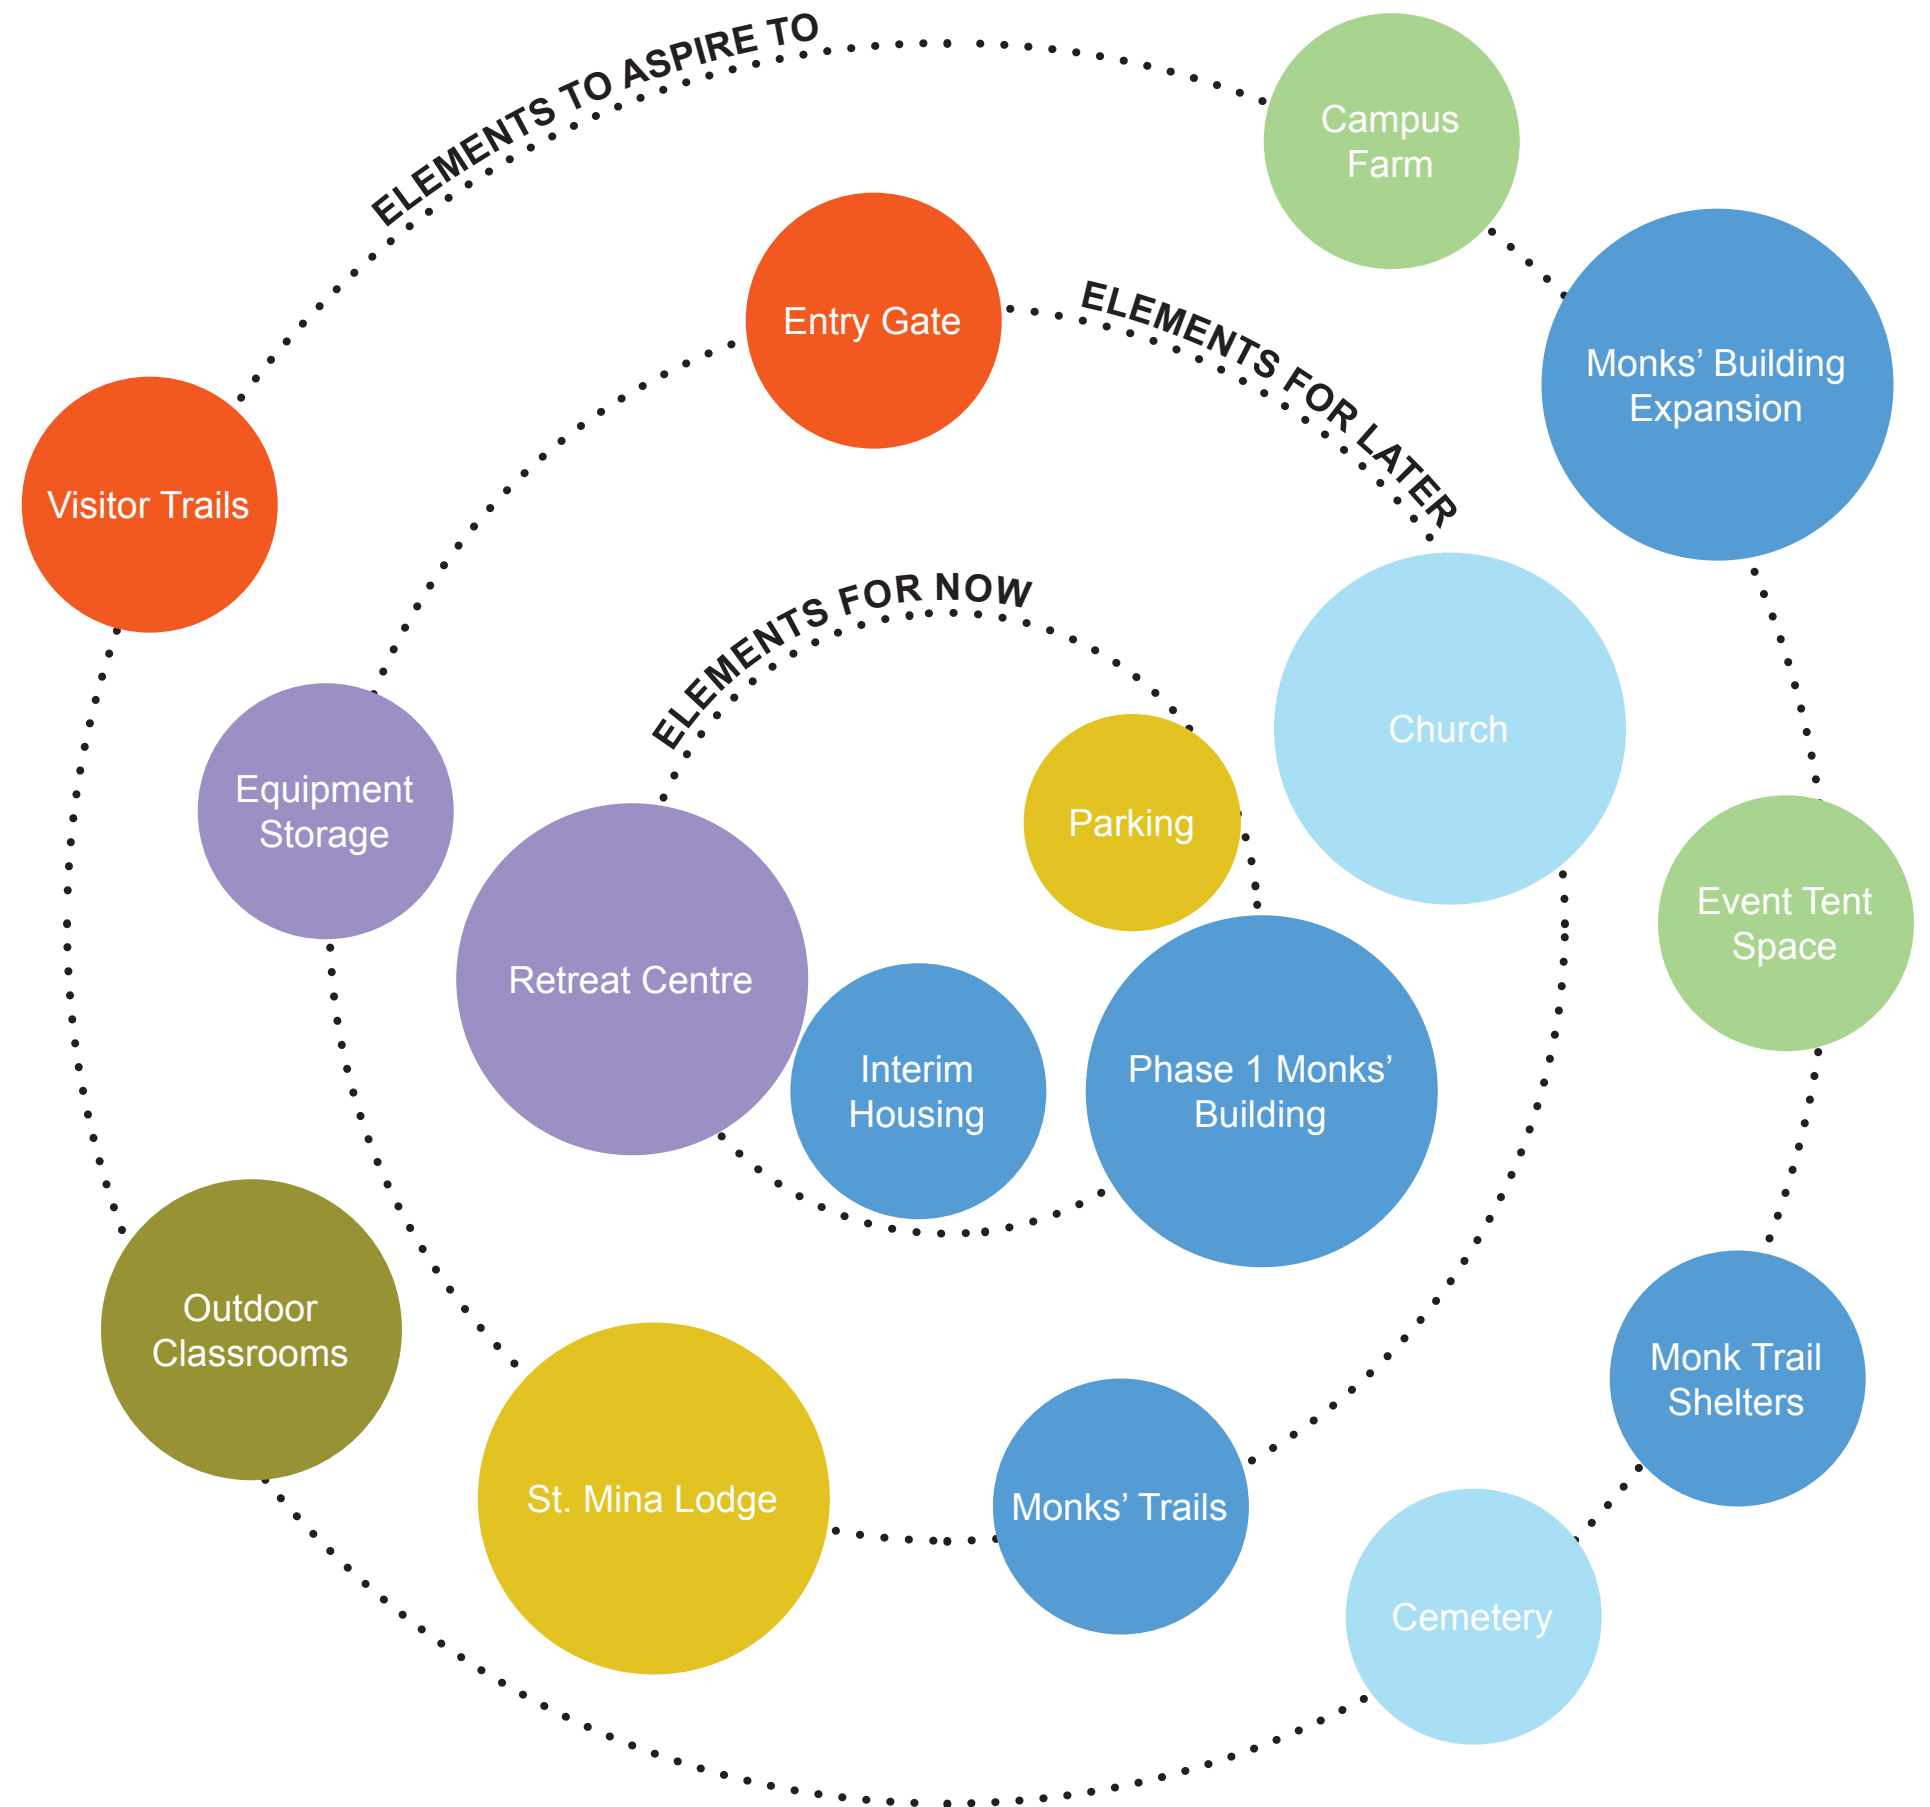 ELEMENTS TO ASPIRE TO
Campus
Farm
Entry Gate
ELEMENTS FOR LATER
Monks’ Building
Expansion
Visitor Trails
ELEMENTS FOR NOW
Church
Equipment
Storage
Parking
Event Tent
Space
Retreat Centre
Interim
Housing
Phase 1 Monks’
Building
Outdoor
Classrooms
Monk Trail
Shelters
St. Mina Lodge
Monks’ Trails
Cemetery